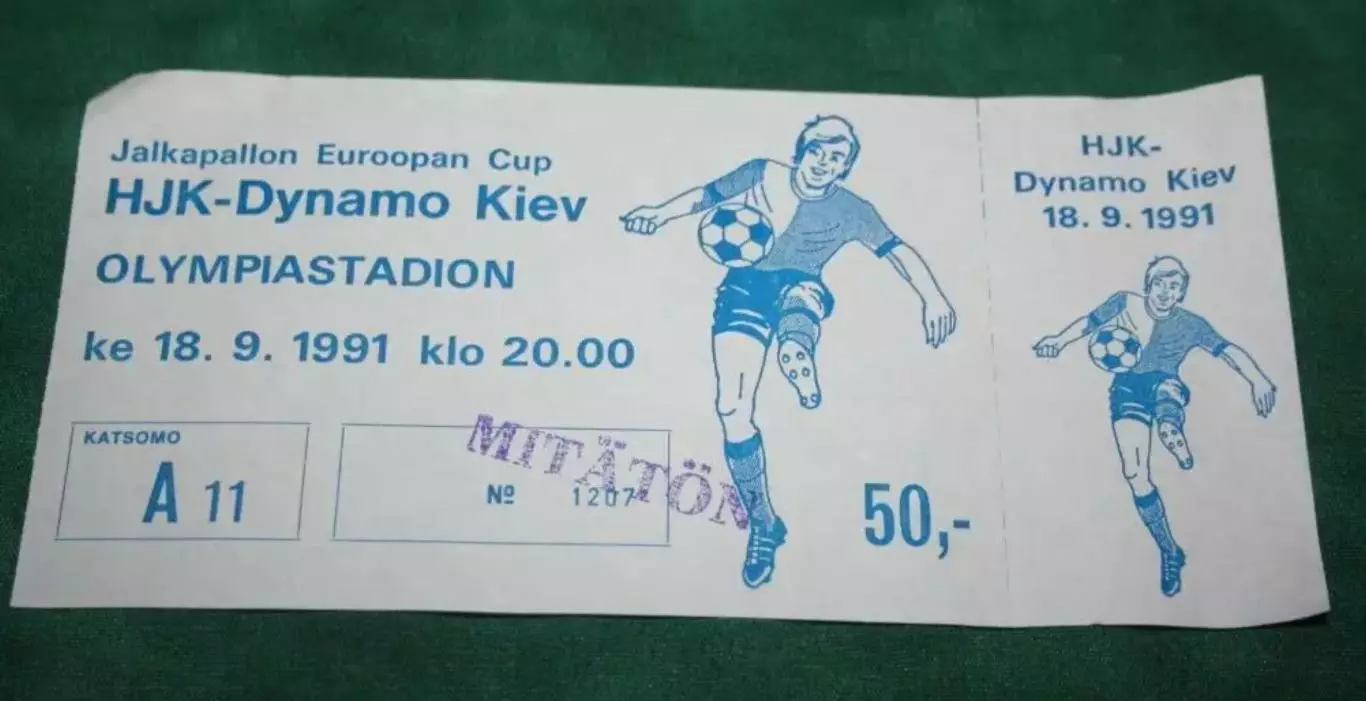 Jalkapallon Euroopan Cup
HJK-Dynamo Kiev
OLYMPIASTADION
ke 18. 9. 1991 klo 20.00
KATSOMO
A 11
Nº 1207
MITÄTÖN
50,-
HJK-
Dynamo Kiev
18. 9. 1991